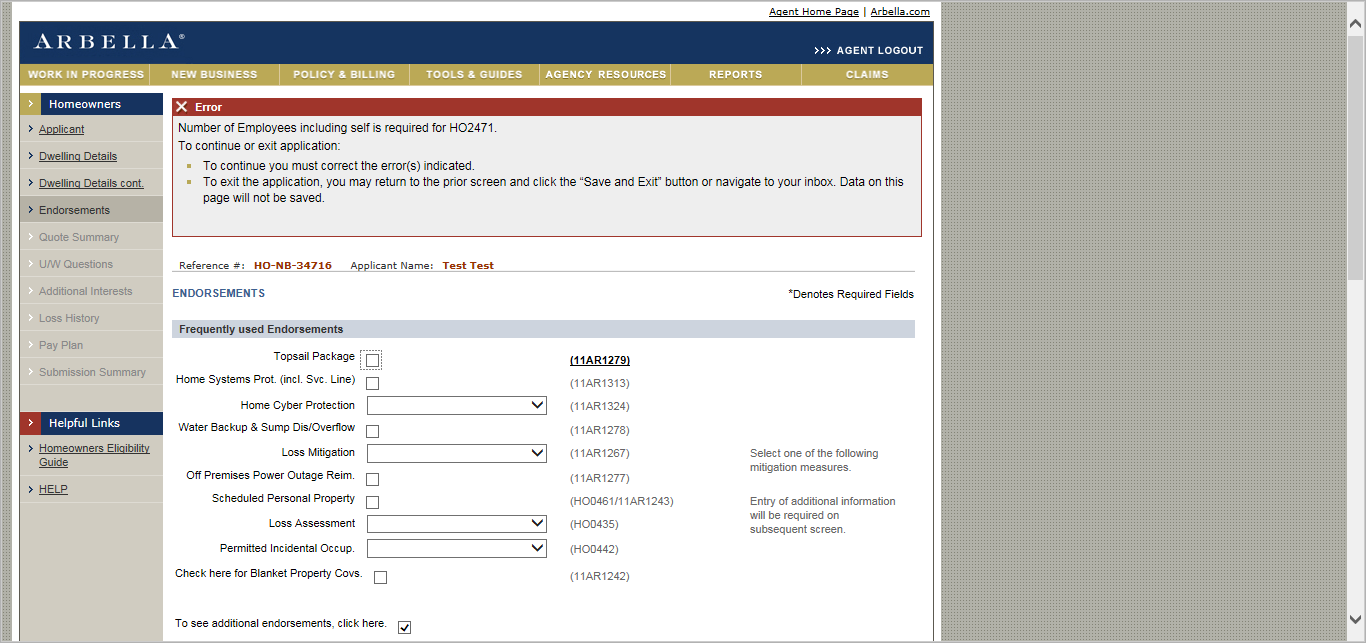 Agent Home Page | Arbella.com
ARBELLA®
>>> AGENT LOGOUT
WORK IN PROGRESS NEW BUSINESS POLICY & BILLING TOOLS & GUIDES AGENCY RESOURCES REPORTS CLAIMS
Homeowners
Applicant
Dwelling Details
Dwelling Details cont.
Endorsements
Quote Summary
U/W Questions
Additional Interests
Loss History
Pay Plan
Submission Summary
Helpful Links
Homeowners Eligibility
Guide
HELP
Error
Number of Employees including self is required for HO2471.
To continue or exit application:
To continue you must correct the error(s) indicated.
To exit the application, you may return to the prior screen and click the “Save and Exit” button or navigate to your inbox. Data on this
page will not be saved.
Reference #: HO-NB-34716 Applicant Name: Test Test
ENDORSEMENTS *Denotes Required Fields
Frequently used Endorsements
Topsail Package (11AR1279)
Home Systems Prot. (incl. Svc. Line) (11AR1313)
Home Cyber Protection (11AR1324)
Water Backup & Sump Dis/Overflow (11AR1278)
Loss Mitigation (11AR1267) Select one of the following
mitigation measures.
Off Premises Power Outage Reim. (11AR1277)
Scheduled Personal Property (HO0461/11AR1243) Entry of additional information
will be required on
subsequent screen.
Loss Assessment (HO0435)
Permitted Incidental Occup. (HO0442)
Check here for Blanket Property Covs. (11AR1242)
To see additional endorsements, click here.